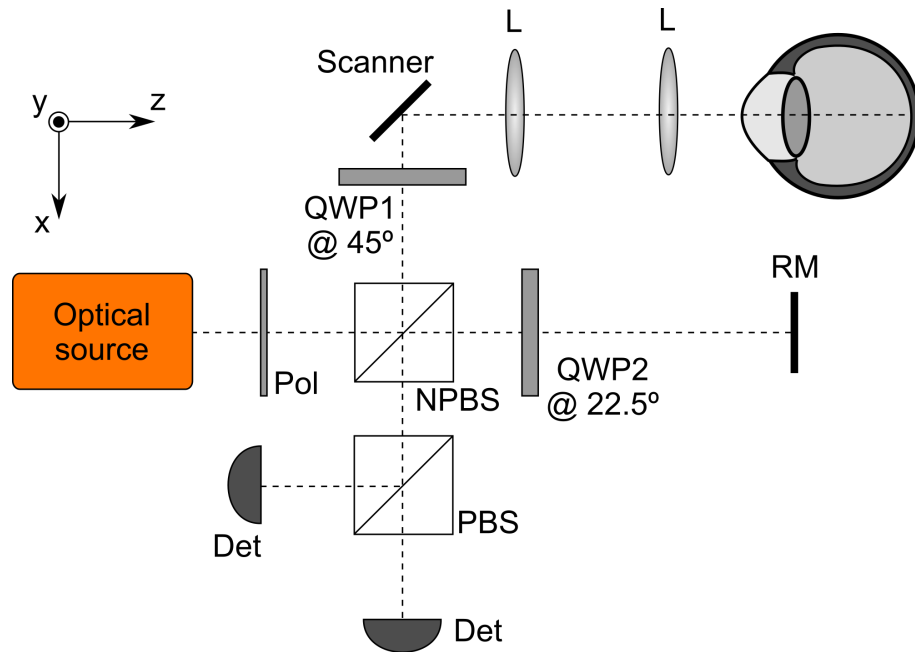 L
L
Scanner
y
z
x
QWP1
@ 45º
RM
Optical
source
Pol
NPBS
QWP2
@ 22.5º
PBS
Det
Det